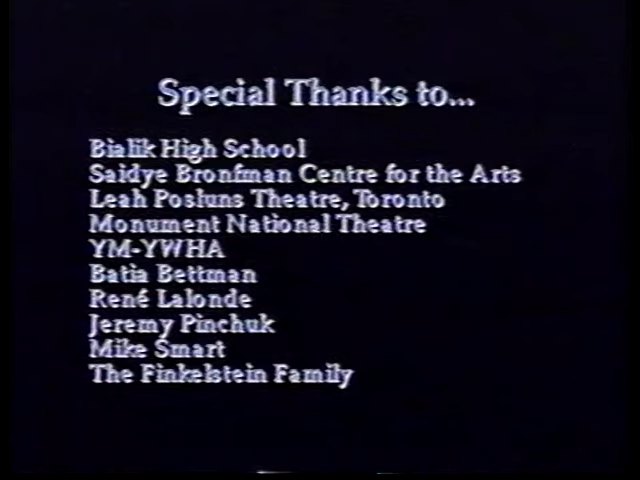 Special Thanks to...
Bialik High School
Saidye Bronfman Centre for the Arts
Leah Posluns Theatre, Toronto
Monument National Theatre
YM-YWHA
Batia Bettman
René Lalonde
Jeremy Pinchuk
Mike Smart
The Finkelstein Family